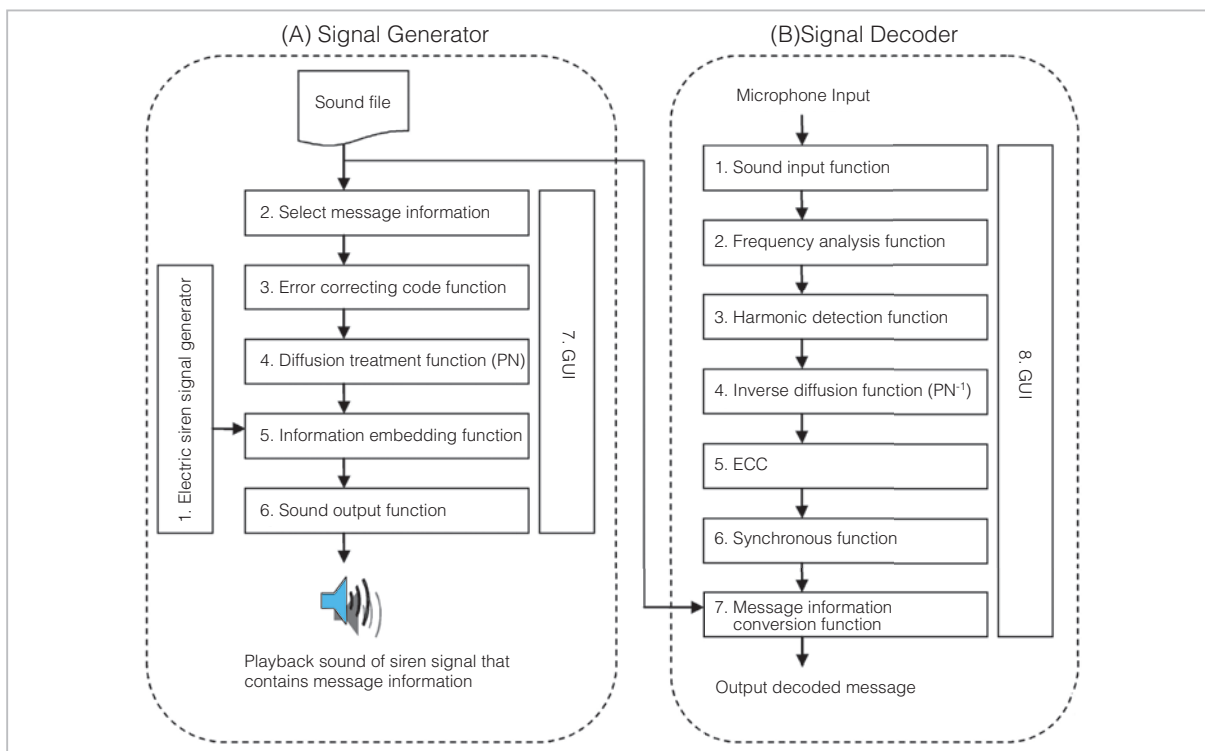 (A) Signal Generator
Sound file
2. Select message information
3. Error correcting code function
4. Diffusion treatment function (PN)
5. Information embedding function
6. Sound output function
1. Electric siren signal generator
7. GUI
Playback sound of siren signal that
contains message information
(B)Signal Decoder
Microphone Input
1. Sound input function
2. Frequency analysis function
3. Harmonic detection function
4. Inverse diffusion function (PN⁻¹)
5. ECC
6. Synchronous function
7. Message information
conversion function
8. GUI
Output decoded message